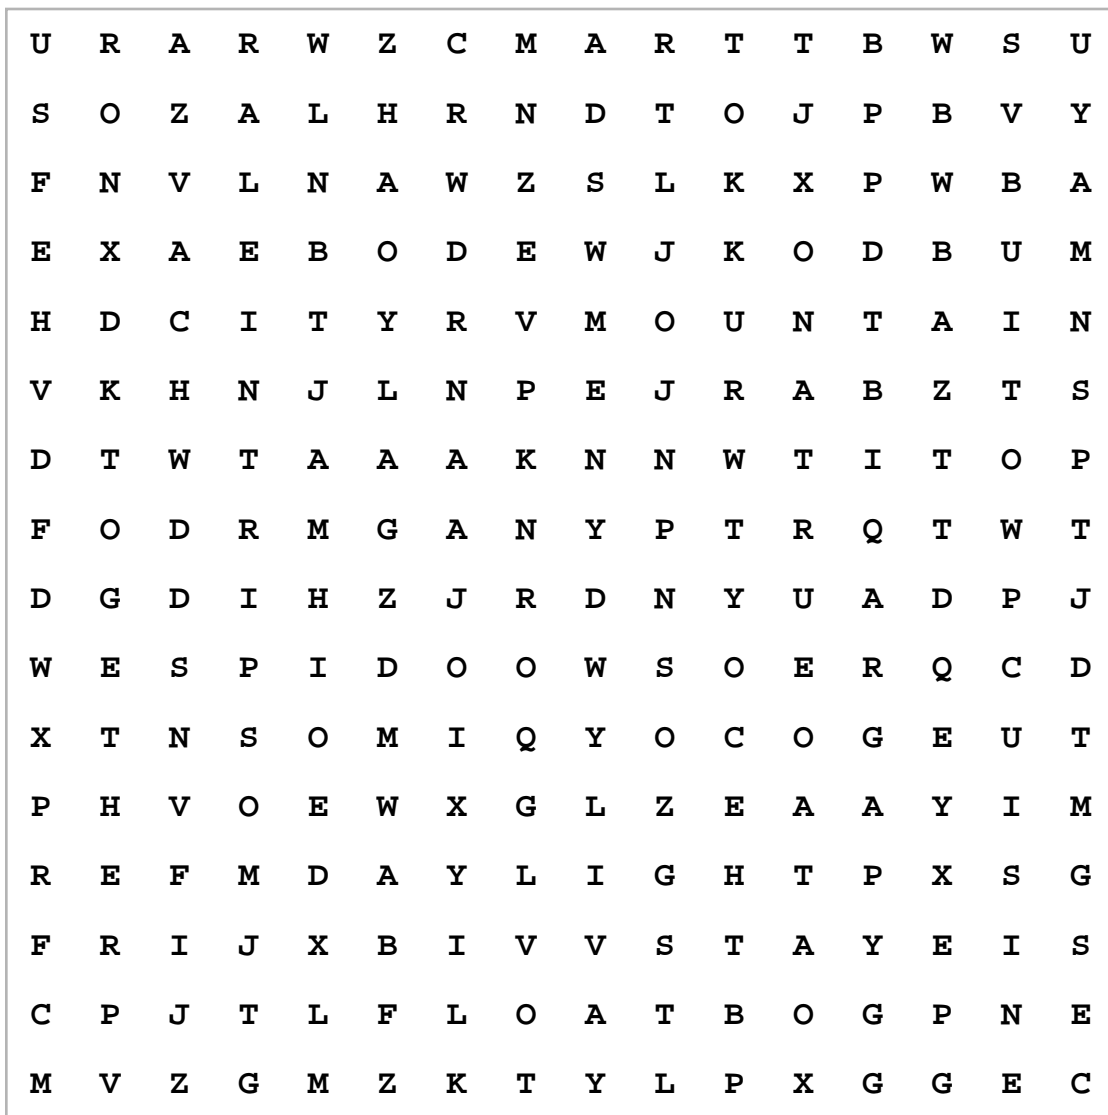 U R A R W Z C M A R T T B W S U
S O Z A L H R N D T O J P B V Y
F N V L N A W Z S L K X P W B A
E X A E B O D E W J K O D B U M
H D C I T Y R V M O U N T A I N
V K H N J L N P E J R A B Z T S
D T W T A A A K N N W T I T O P
F O D R M G A N Y P T R Q T W T
D G D I H Z J R D N Y U A D P J
W E S P I D O O W S O E R Q C D
X T N S O M I Q Y O C O G E U T
P H V O E W X G L Z E A A Y I M
R E F M D A Y L I G H T P X S G
F R I J X B I V V S T A Y E I S
C P J T L F L O A T B O G P N E
M V Z G M Z K T Y L P X G G E C